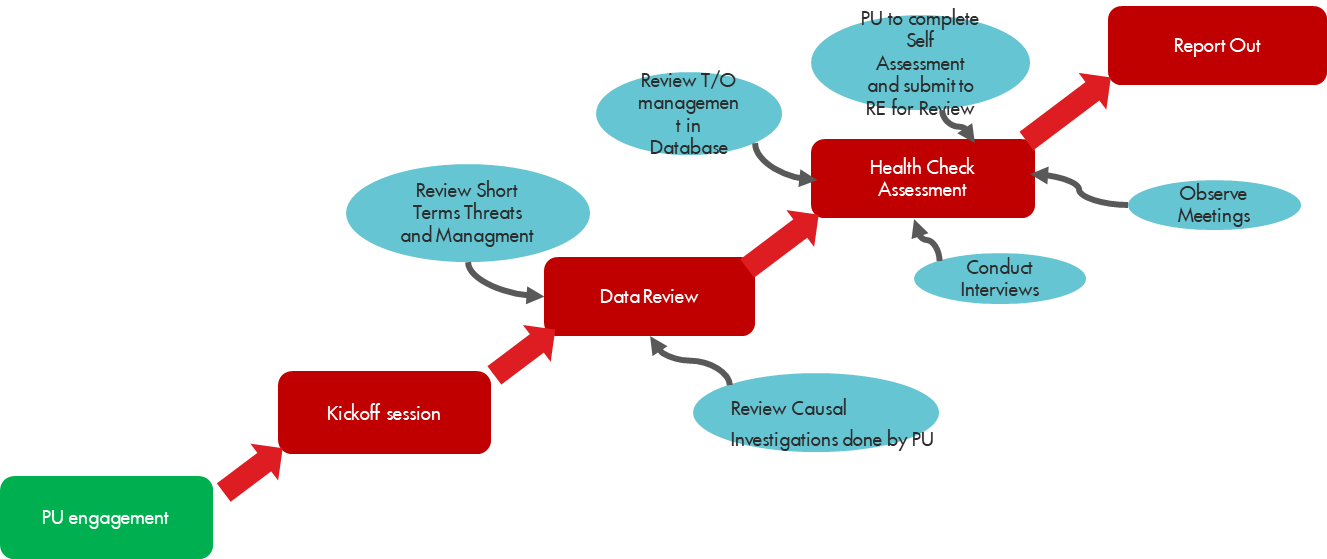 PU to complete
Self
Assessment
and submit to
RE for Review
Report Out
Review T/O
managemen
t in
Database
Health Check
Assessment
Review Short
Terms Threats
and Managment
Observe
Meetings
Conduct
Interviews
Data Review
Kickoff session
Review Causal
Investigations done by PU
PU engagement